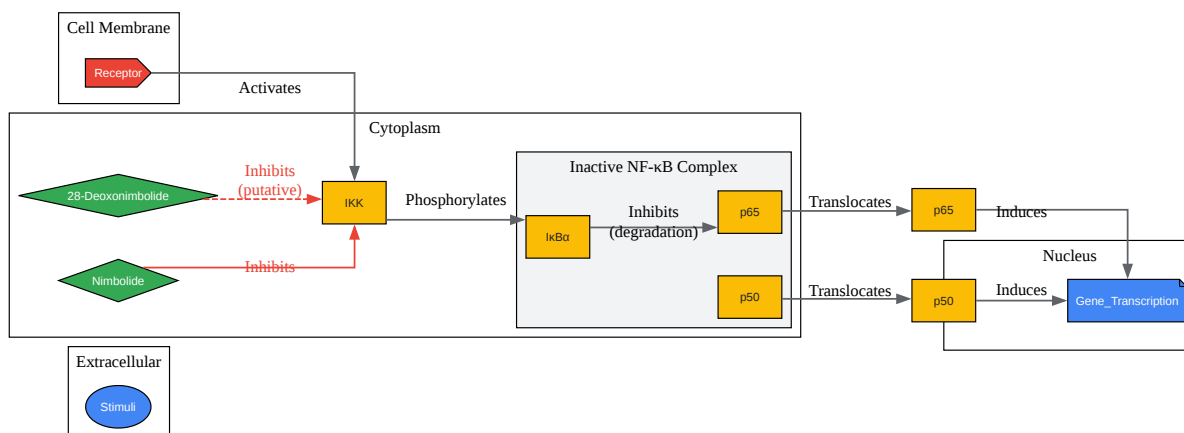 Cell Membrane
Receptor
Activates
Cytoplasm
28-Deoxonimbolide
Inhibits
(putative)
IKK
Phosphorylates
Nimbolide
Inhibits
Inactive NF-κB Complex
IκBα
Inhibits
(degradation)
p65
p50
Translocates
Translocates
p65
Induces
Nucleus
p50
Induces
Gene_Transcription
Extracellular
Stimuli